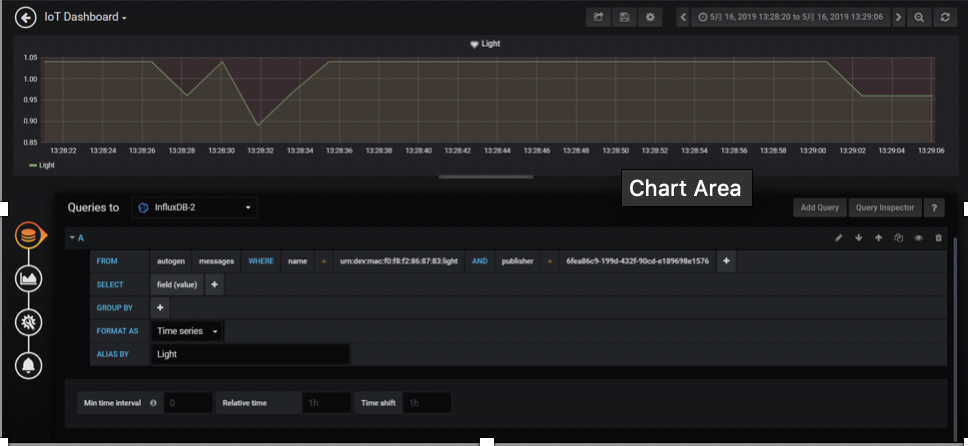 IoT Dashboard
5月 16, 2019 13:28:20 to 5月 16, 2019 13:29:06
Light
1.05
1.00
0.95
0.90
0.85
13:28:22 13:28:24 13:28:26 13:28:28 13:28:30 13:28:32 13:28:34 13:28:36 13:28:38 13:28:40 13:28:42 13:28:44 13:28:46 13:28:48 13:28:50 13:28:52 13:28:54 13:28:56 13:28:58 13:29:00 13:29:02 13:29:04 13:29:06
Light
Chart Area
Queries to InfluxDB-2 Add Query Query Inspector ?
A
FROM autogen messages WHERE name = urn:dev:mac:f0:f8:f2:86:87:83:light AND publisher = 6fea86c9-199d-432f-90cd-e189698e1576 +
SELECT field (value) +
GROUP BY +
FORMAT AS Time series
ALIAS BY Light
Min time interval 0 Relative time 1h Time shift 1h